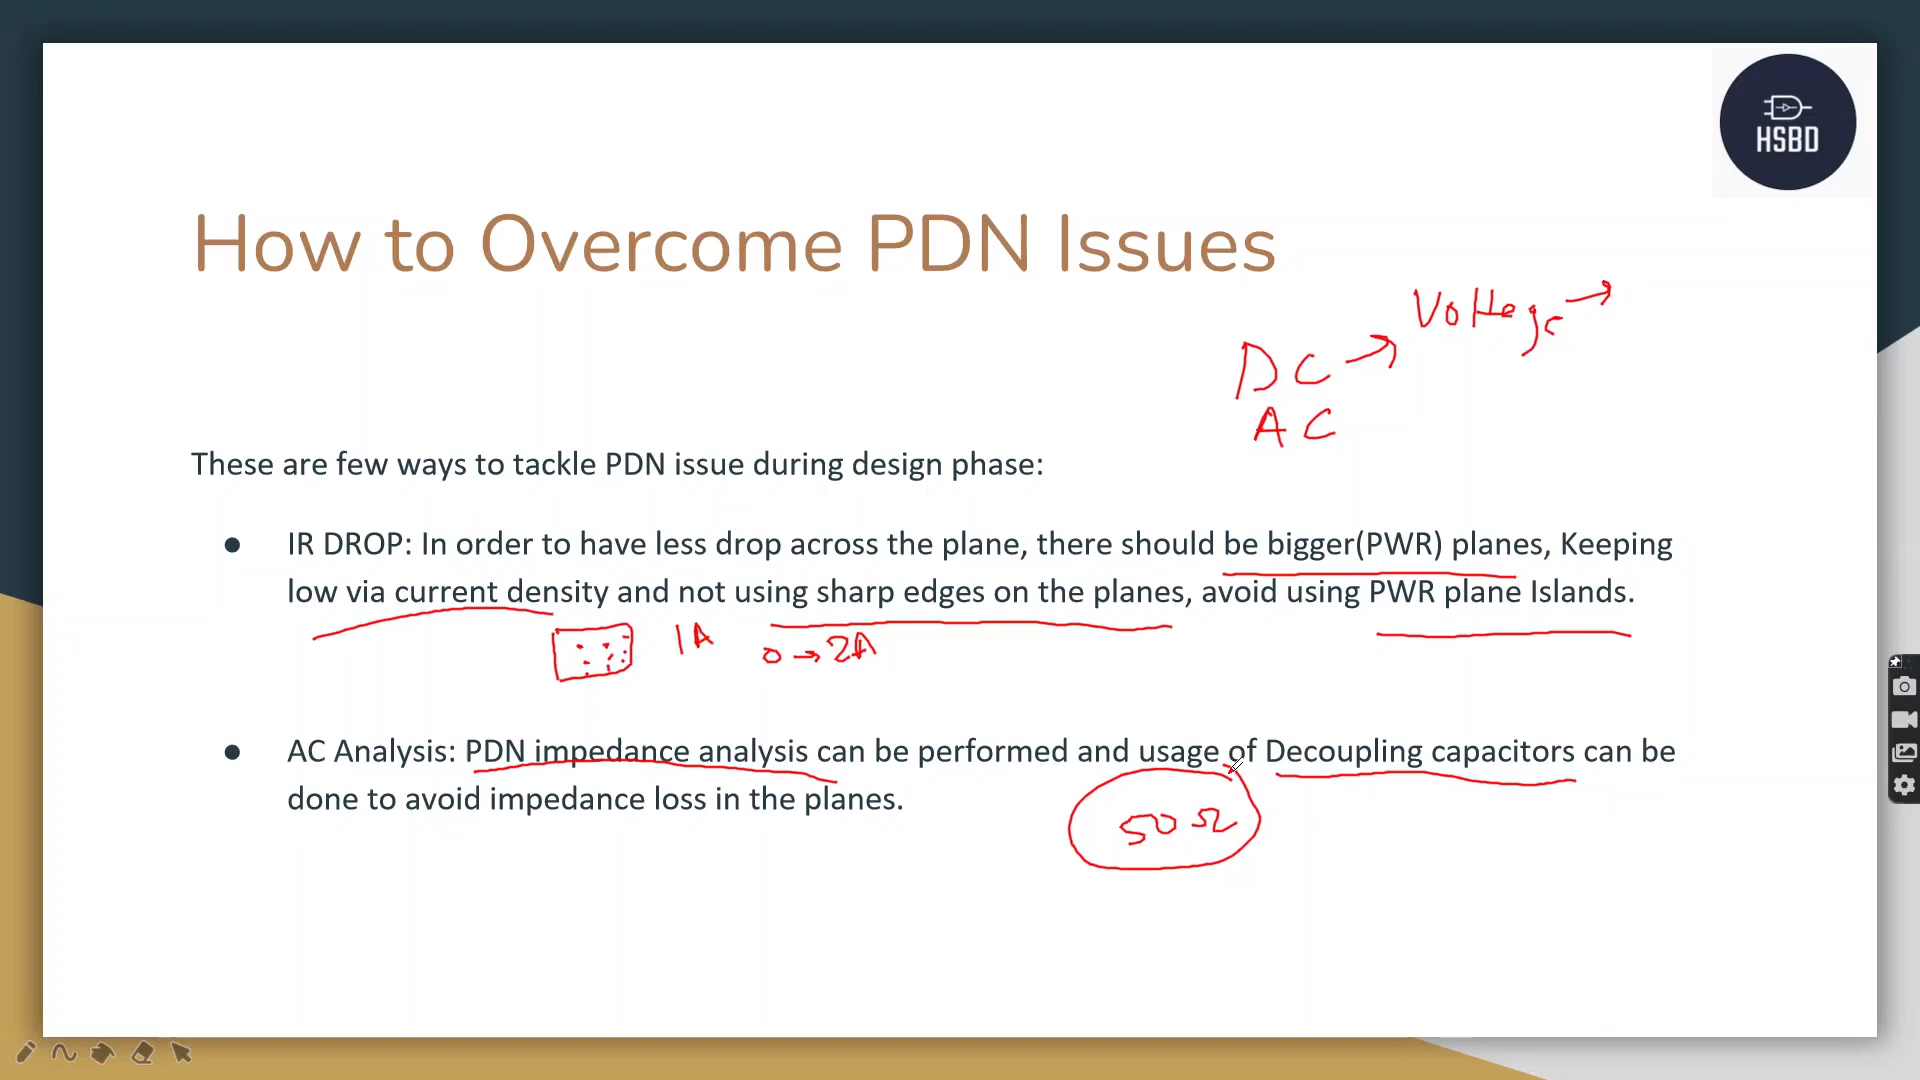 HSBD
How to Overcome PDN Issues
Voltage →
DC →
AC
These are few ways to tackle PDN issue during design phase:
● IR DROP: In order to have less drop across the plane, there should be bigger(PWR) planes, Keeping
low via current density and not using sharp edges on the planes, avoid using PWR plane Islands.
1A 0 → 2A
● AC Analysis: PDN impedance analysis can be performed and usage of Decoupling capacitors can be
done to avoid impedance loss in the planes.
50 Ω